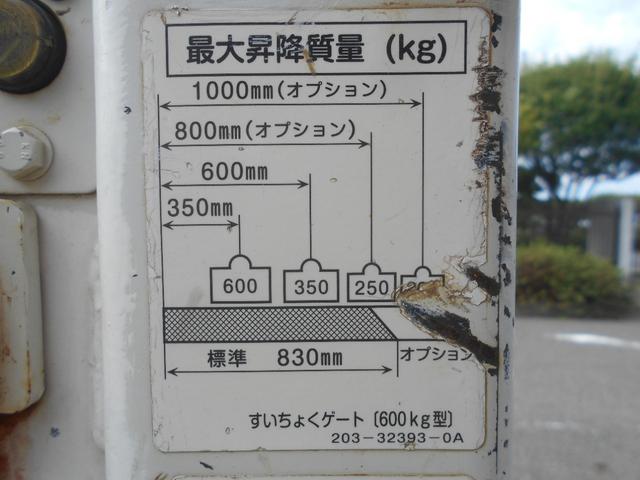 最大昇降質量 (kg)
1000mm(オプション)
800mm(オプション)
600mm
350mm
600 350 250
標準 830mm オプション
すいちょくゲート〔600kg型〕
203-32393-0A